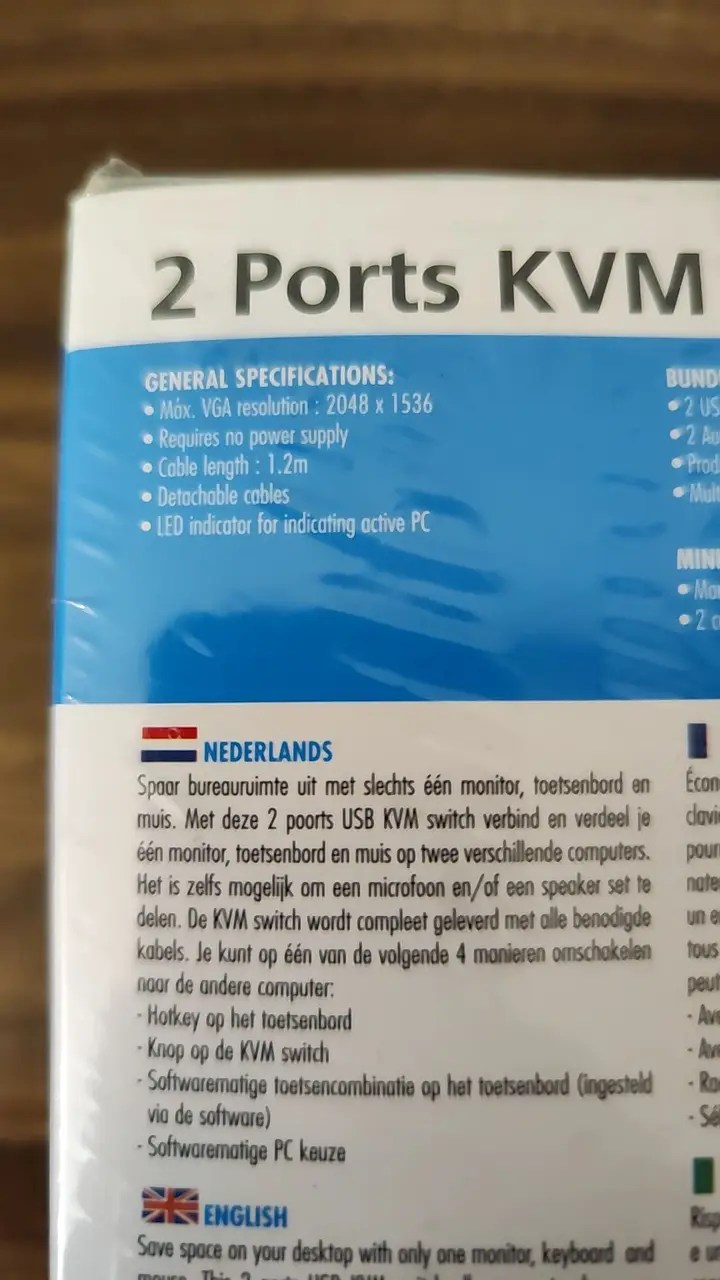 2 Ports KVM
GENERAL SPECIFICATIONS:
• Max. VGA resolution : 2048 x 1536
• Requires no power supply
• Cable length : 1.2m
• Detachable cables
• LED indicator for indicating active PC
• 2
• 2
NEDERLANDS
Spaar bureauruimte uit met slechts één monitor, toetsenbord en
muis. Met deze 2 poorts USB KVM switch verbind en verdeel je
één monitor, toetsenbord en muis op twee verschillende computers.
Het is zelfs mogelijk om een microfoon en/of een speaker set te
delen. De KVM switch wordt compleet geleverd met alle benodigde
kabels. Je kunt op één van de volgende 4 manieren omschakelen
naar de andere computer:
- Hotkey op het toetsenbord
- Knop op de KVM switch
- Softwarematige toetsencombinatie op het toetsenbord (ingesteld
via de software)
- Softwarematige PC keuze
ENGLISH
Save space on your desktop with only one monitor, keyboard and
un
tous